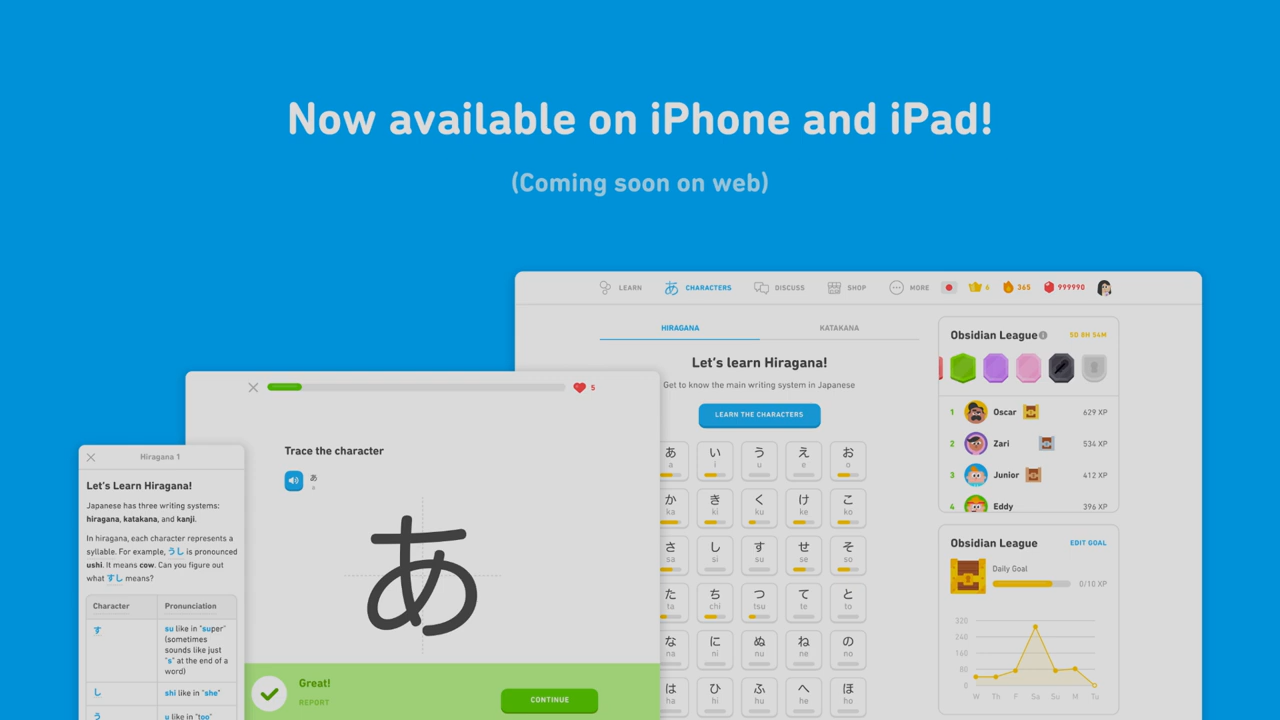 Now available on iPhone and iPad!
(Coming soon on web)
LEARN
あ CHARACTERS
DISCUSS
SHOP
MORE
6
365
999990
HIRAGANA
KATAKANA
Let's learn Hiragana!
Get to know the main writing system in Japanese
LEARN THE CHARACTERS
あ い う え お
a i u e o
か き く け こ
ka ki ku ke ko
さ し す せ そ
sa si su se so
た ち つ て と
ta chi tsu te to
な に ぬ ね の
na ni nu ne no
は ひ ふ へ ほ
ha hi hu he ho
Obsidian League
5D 8H 54M
1 Oscar 629 XP
2 Zari 534 XP
3 Junior 412 XP
4 Eddy 396 XP
Obsidian League
EDIT GOAL
Daily Goal
0/10 XP
320
240
160
80
0
W Th F Sa Su M Tu
5
Trace the character
あ
a
あ
Great!
REPORT
CONTINUE
Hiragana 1
Let's Learn Hiragana!
Japanese has three writing systems:
hiragana, katakana, and kanji.
In hiragana, each character represents a
syllable. For example, うし is pronounced
ushi. It means cow. Can you figure out
what すし means?
Character Pronunciation
す su like in "super"
(sometimes
sounds like just
"s" at the end of a
word)
し shi like in "she"
う u like in "too"